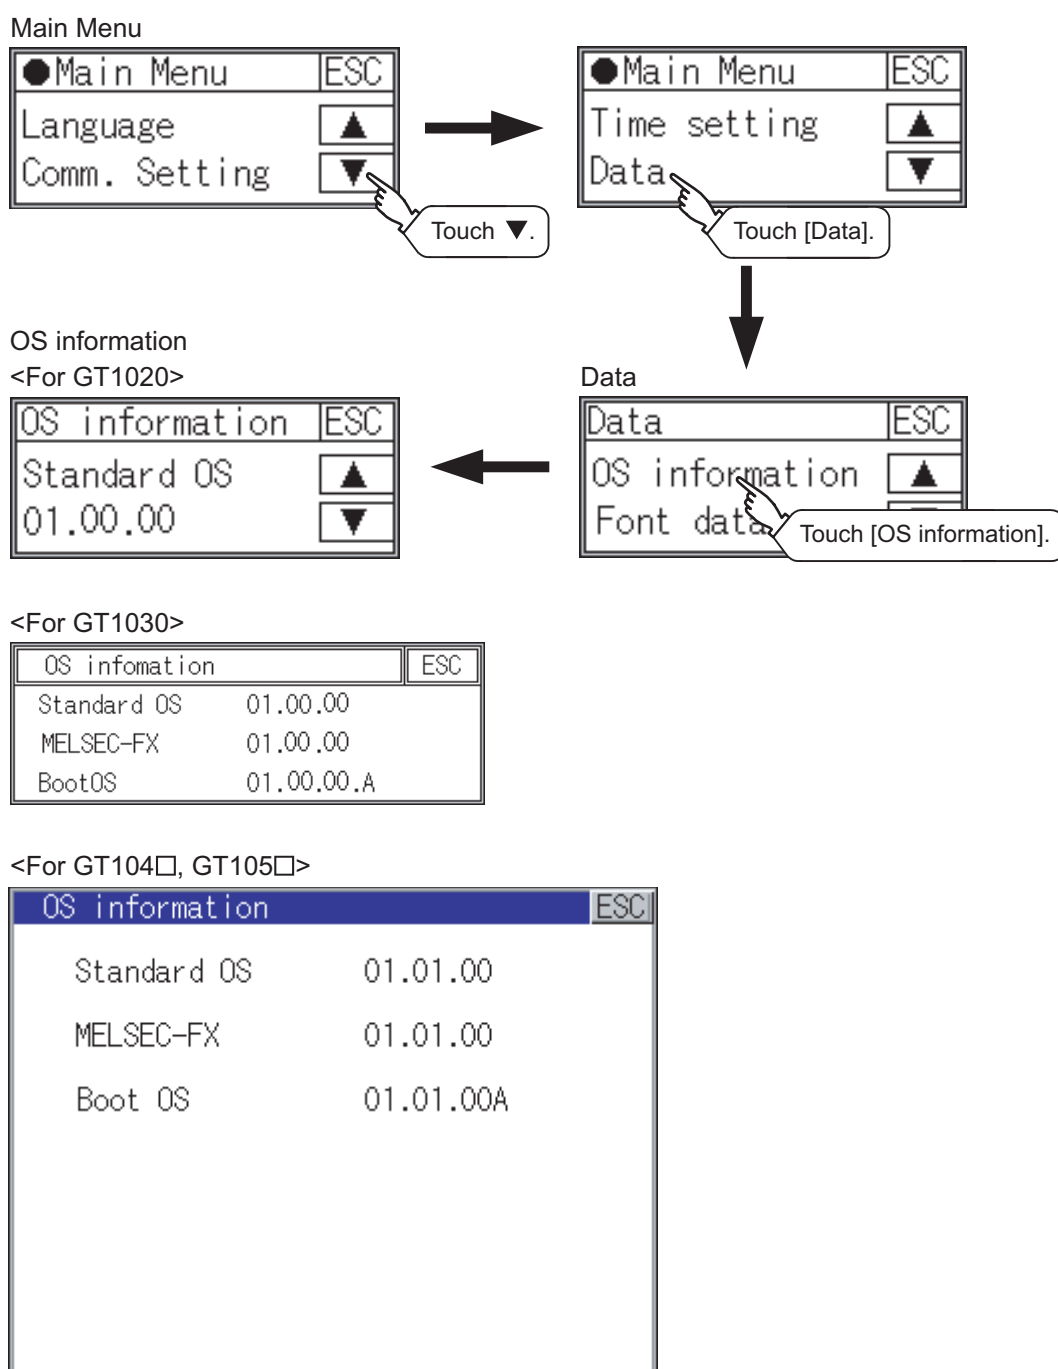 Main Menu
●Main Menu ESC
Language ▲
Comm. Setting ▼
Touch ▼.
●Main Menu ESC
Time setting ▲
Data ▼
Touch [Data].
OS information
<For GT1020>
OS information ESC
Standard OS ▲
01.00.00 ▼
Data
Data ESC
OS information ▲
Font data
Touch [OS information].
<For GT1030>
OS infomation ESC
Standard OS 01.00.00
MELSEC-FX 01.00.00
BootOS 01.00.00.A
<For GT104□, GT105□>
OS information ESC
Standard OS 01.01.00
MELSEC-FX 01.01.00
Boot OS 01.01.00A